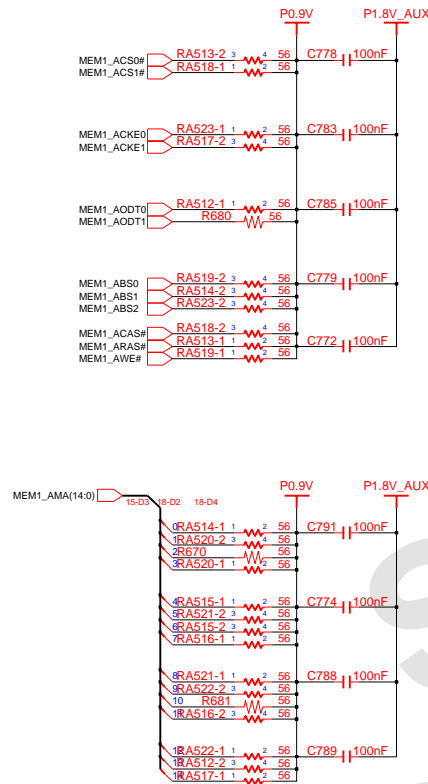 P0.9V P1.8V_AUX
MEM1_ACS0# RA513-2 3 4 56 C778 100nF
MEM1_ACS1# RA518-1 1 2 56
MEM1_ACKE0 RA523-1 1 2 56 C783 100nF
MEM1_ACKE1 RA517-2 3 4 56
MEM1_AODT0 RA512-1 1 2 56 C785 100nF
MEM1_AODT1 R680 56
MEM1_ABS0 RA519-2 3 4 56 C779 100nF
MEM1_ABS1 RA514-2 3 4 56
MEM1_ABS2 RA523-2 3 4 56
MEM1_ACAS# RA518-2 3 4 56
MEM1_ARAS# RA513-1 1 2 56 C772 100nF
MEM1_AWE# RA519-1 1 2 56
P0.9V P1.8V_AUX
MEM1_AMA(14:0) 15-D3 18-D2 18-D4
0 RA514-1 1 2 56 C791 100nF
1 RA520-2 3 4 56
2 R670 56
3 RA520-1 1 2 56
4 RA515-1 1 2 56 C774 100nF
5 RA521-2 3 4 56
6 RA515-2 3 4 56
7 RA516-1 1 2 56
8 RA521-1 1 2 56 C788 100nF
9 RA522-2 3 4 56
10 R681 56
11 RA516-2 3 4 56
12 RA522-1 1 2 56 C789 100nF
13 RA512-2 3 4 56
14 RA517-1 1 2 56
S